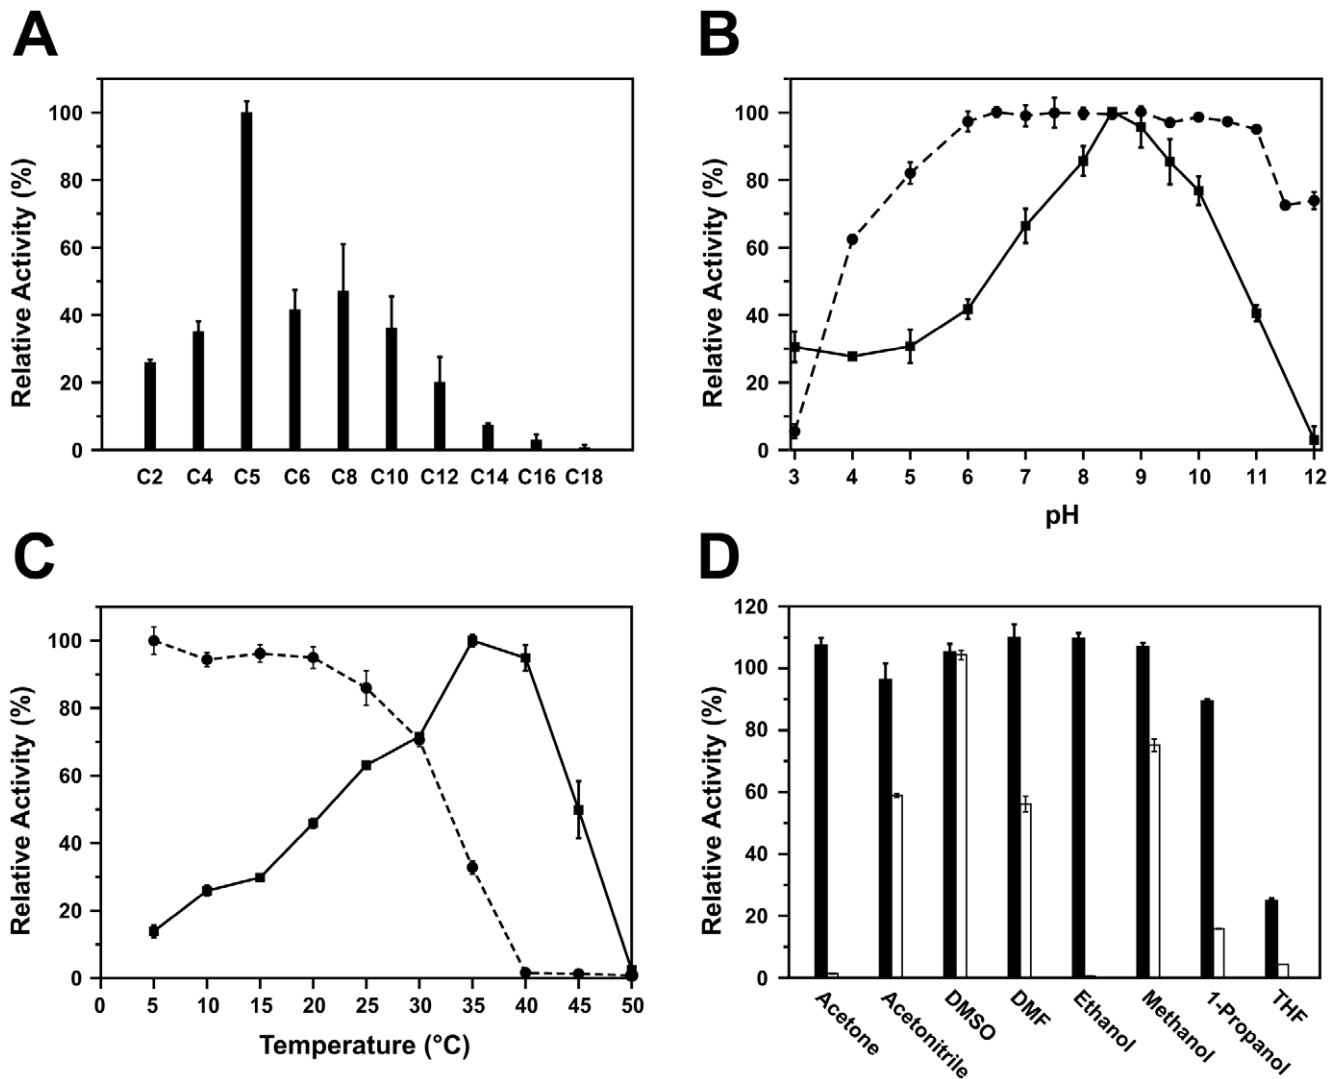 A
Relative Activity (%)
100
80
60
40
20
0
C2 C4 C5 C6 C8 C10 C12 C14 C16 C18
B
Relative Activity (%)
100
80
60
40
20
0
3 4 5 6 7 8 9 10 11 12
pH
C
Relative Activity (%)
100
80
60
40
20
0
0 5 10 15 20 25 30 35 40 45 50
Temperature (°C)
D
Relative Activity (%)
120
100
80
60
40
20
0
Acetone
Acetonitrile
DMSO
DMF
Ethanol
Methanol
1-Propanol
THF